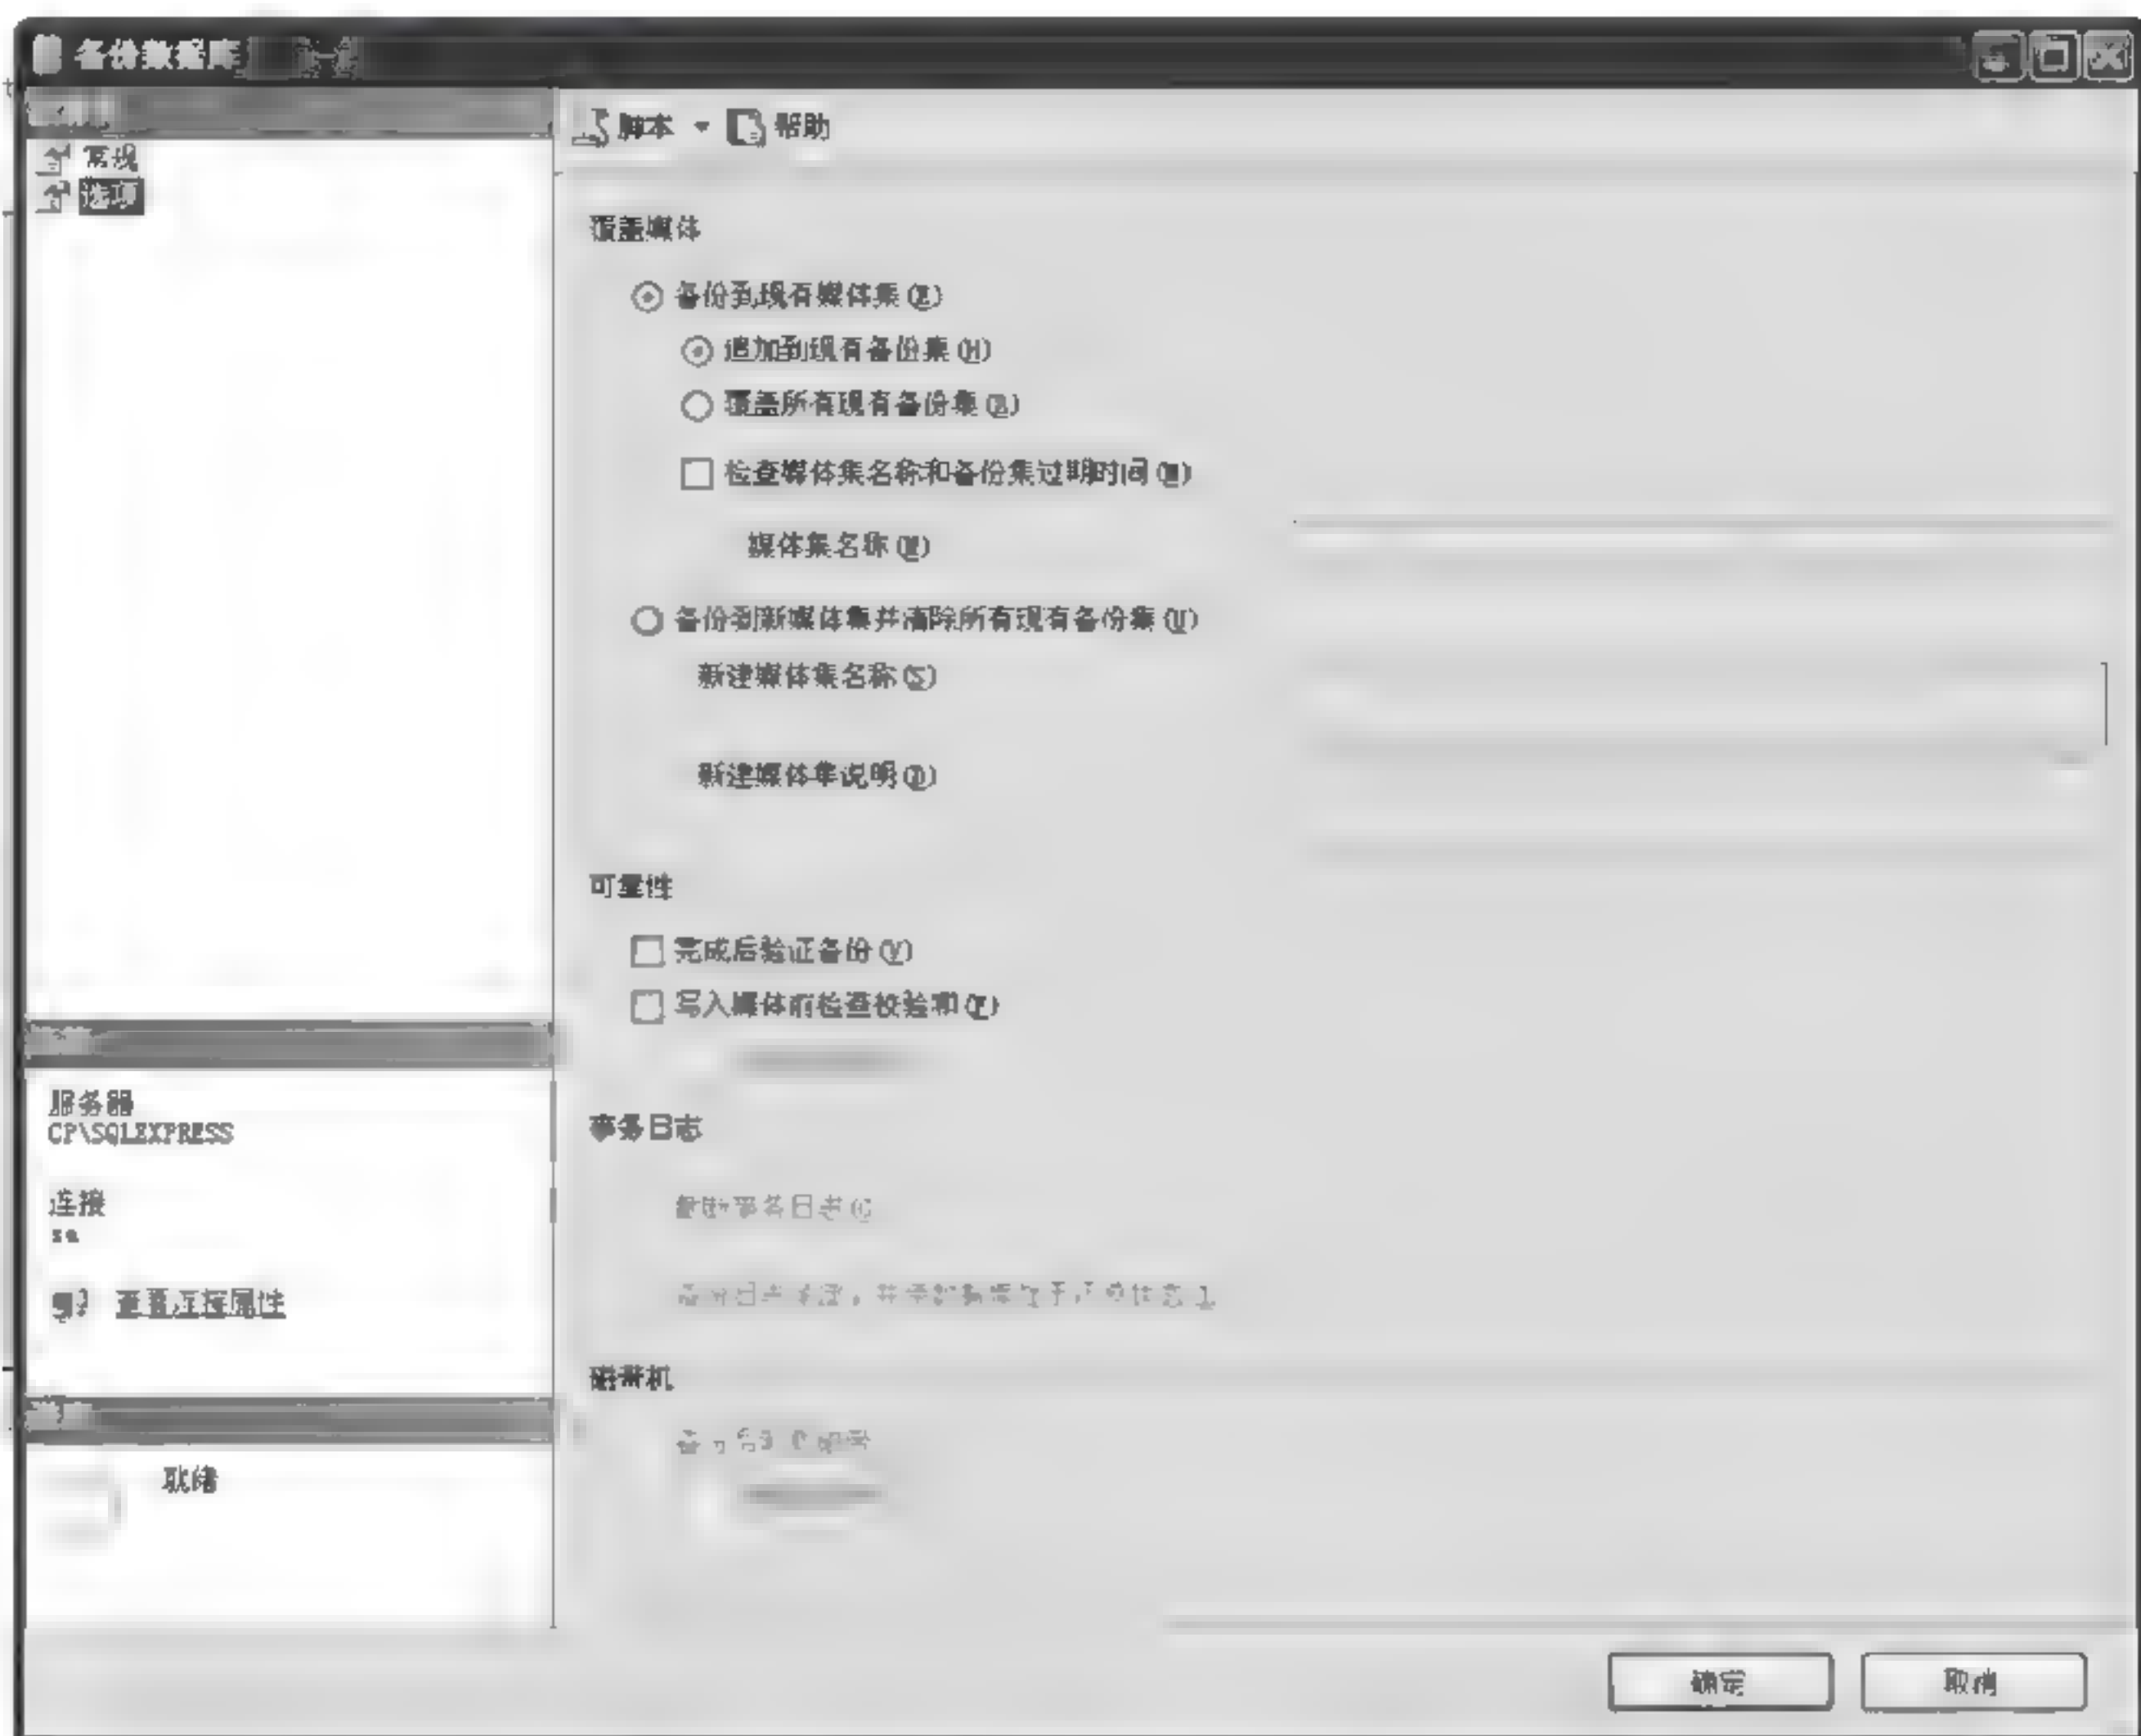 备份数据库
脚本 帮助
常规
选项
覆盖媒体
备份到现有媒体集(E)
追加到现有备份集(H)
覆盖所有现有备份集(R)
检查媒体集名称和备份集过期时间(M)
媒体集名称(M)
备份到新媒体集并清除所有现有备份集(U)
新建媒体集名称(S)
新建媒体集说明(D)
可靠性
完成后验证备份(V)
写入媒体前检查校验和(T)
服务器
CP\SQLEXPRESS
连接
sa
查看连接属性
事务日志
截断事务日志(G
磁带机
就绪
确定 取消